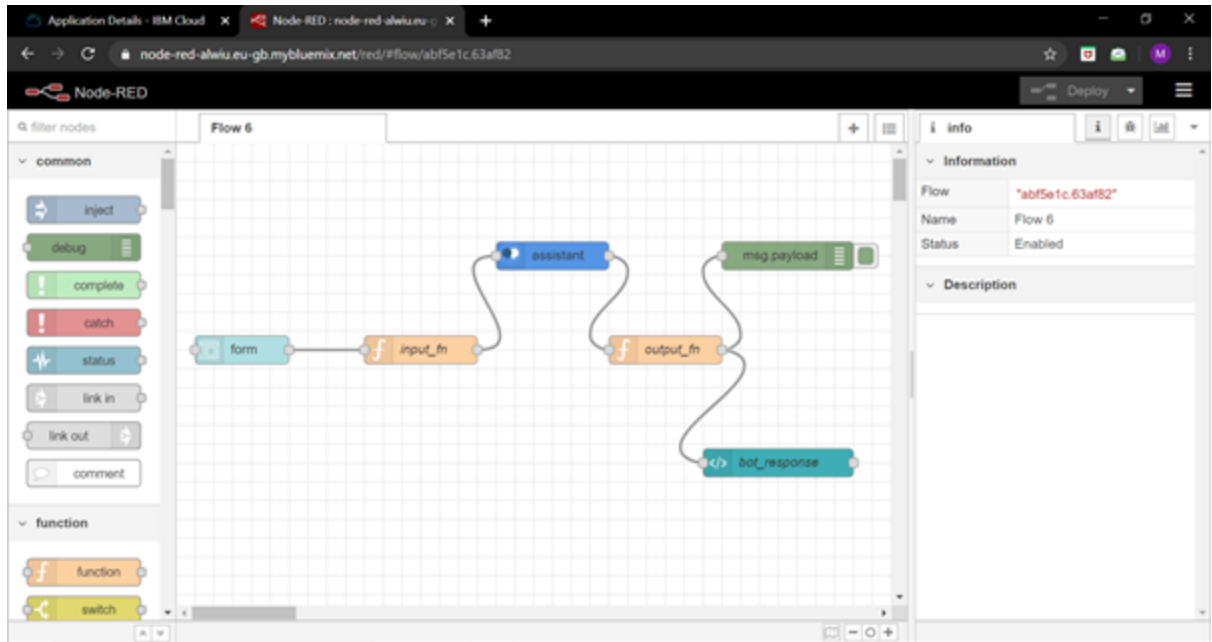 Application Details - IBM Cloud
Node-RED : node-red-alwiu.eu-g
node-red-alwiu.eu-gb.mybluemix.net/red/#flow/abf5e1c.63af82
M
Node-RED
Deploy
filter nodes
Flow 6
i info
common
inject
debug
complete
catch
status
link in
link out
comment
function
function
switch
form
input_fn
assistant
output_fn
msg.payload
bot_response
Information
Flow "abf5e1c.63af82"
Name Flow 6
Status Enabled
Description